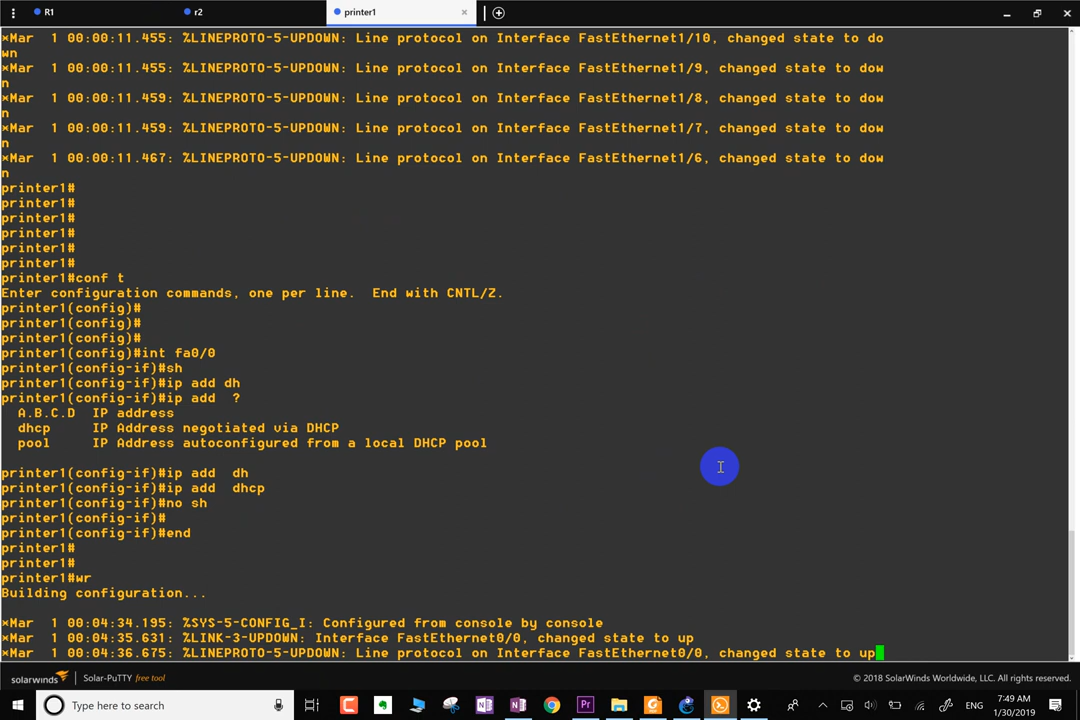 R1
r2
printer1
×Mar  1 00:00:11.455: %LINEPROTO-5-UPDOWN: Line protocol on Interface FastEthernet1/10, changed state to do
wn
×Mar  1 00:00:11.455: %LINEPROTO-5-UPDOWN: Line protocol on Interface FastEthernet1/9, changed state to dow
n
×Mar  1 00:00:11.459: %LINEPROTO-5-UPDOWN: Line protocol on Interface FastEthernet1/8, changed state to dow
n
×Mar  1 00:00:11.459: %LINEPROTO-5-UPDOWN: Line protocol on Interface FastEthernet1/7, changed state to dow
n
×Mar  1 00:00:11.467: %LINEPROTO-5-UPDOWN: Line protocol on Interface FastEthernet1/6, changed state to dow
n
printer1#
printer1#
printer1#
printer1#
printer1#
printer1#
printer1#conf t
Enter configuration commands, one per line.  End with CNTL/Z.
printer1(config)#
printer1(config)#
printer1(config)#
printer1(config)#int fa0/0
printer1(config-if)#sh
printer1(config-if)#ip add dh
printer1(config-if)#ip add  ?
  A.B.C.D  IP address
  dhcp     IP Address negotiated via DHCP
  pool     IP Address autoconfigured from a local DHCP pool
printer1(config-if)#ip add  dh
printer1(config-if)#ip add  dhcp
printer1(config-if)#no sh
printer1(config-if)#
printer1(config-if)#end
printer1#
printer1#
printer1#wr
Building configuration...
×Mar  1 00:04:34.195: %SYS-5-CONFIG_I: Configured from console by console
×Mar  1 00:04:35.631: %LINK-3-UPDOWN: Interface FastEthernet0/0, changed state to up
×Mar  1 00:04:36.675: %LINEPROTO-5-UPDOWN: Line protocol on Interface FastEthernet0/0, changed state to up
solarwinds Solar-PuTTY free tool © 2018 SolarWinds Worldwide, LLC. All rights reserved.
Type here to search
ENG
7:49 AM
1/30/2019